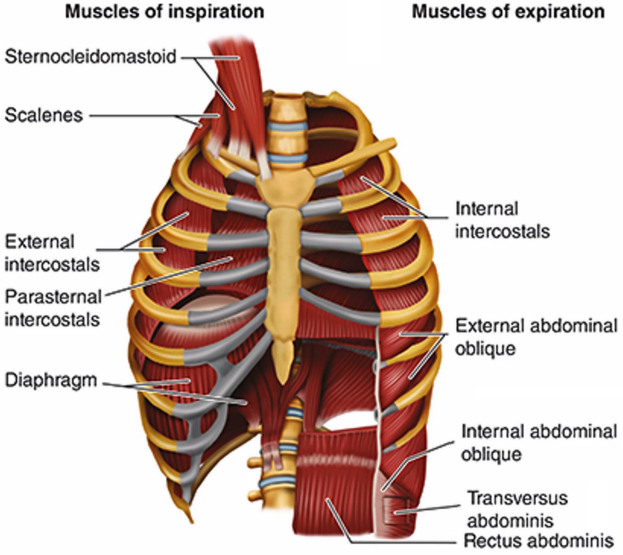 Muscles of inspiration
Muscles of expiration
Sternocleidomastoid
Scalenes
External
intercostals
Parasternal
intercostals
Diaphragm
Internal
intercostals
External abdominal
oblique
Internal abdominal
oblique
Transversus
abdominis
Rectus abdominis